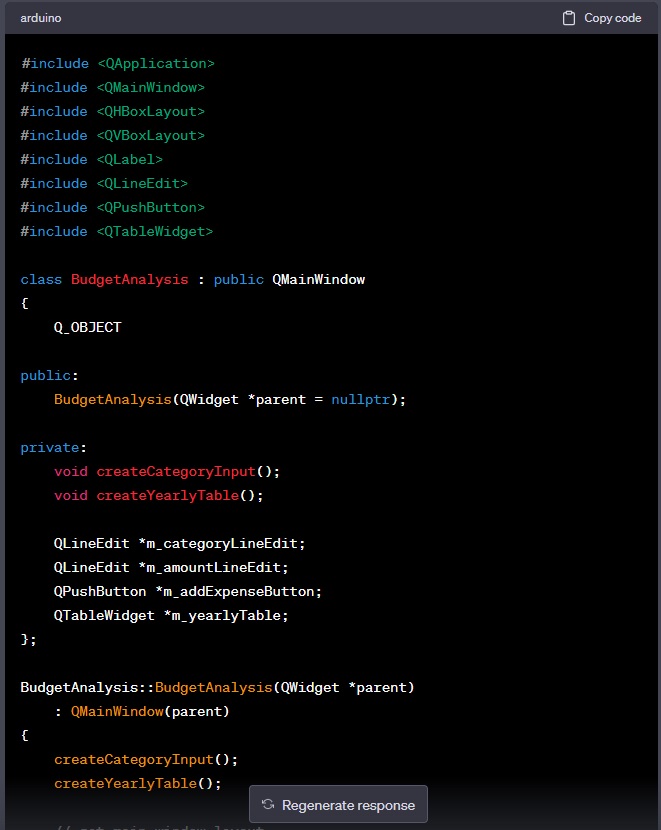 arduino
Copy code
#include <QApplication>
#include <QMainWindow>
#include <QHBoxLayout>
#include <QVBoxLayout>
#include <QLabel>
#include <QLineEdit>
#include <QPushButton>
#include <QTableWidget>
class BudgetAnalysis : public QMainWindow
{
    Q_OBJECT
public:
    BudgetAnalysis(QWidget *parent = nullptr);
private:
    void createCategoryInput();
    void createYearlyTable();
    QLineEdit *m_categoryLineEdit;
    QLineEdit *m_amountLineEdit;
    QPushButton *m_addExpenseButton;
    QTableWidget *m_yearlyTable;
};
BudgetAnalysis::BudgetAnalysis(QWidget *parent)
    : QMainWindow(parent)
{
    createCategoryInput();
    createYearlyTable();
Regenerate response